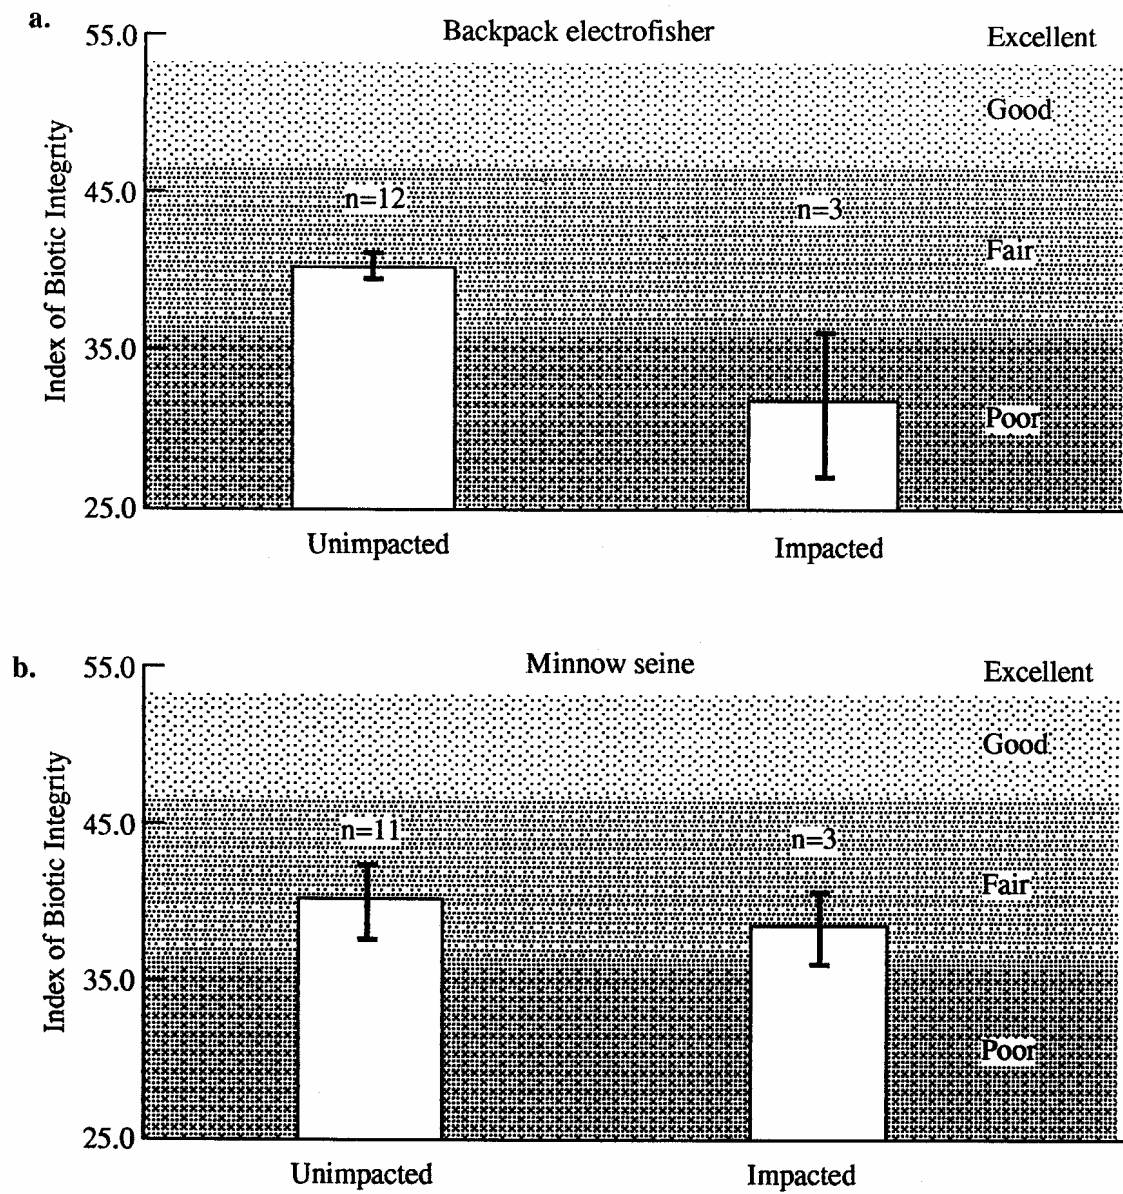 a.
Backpack electrofisher
55.0
Excellent
Good
45.0
n=12
n=3
Fair
35.0
Poor
25.0
Index of Biotic Integrity
Unimpacted
Impacted
b.
Minnow seine
55.0
Excellent
Good
45.0
n=11
n=3
Fair
35.0
Poor
25.0
Index of Biotic Integrity
Unimpacted
Impacted